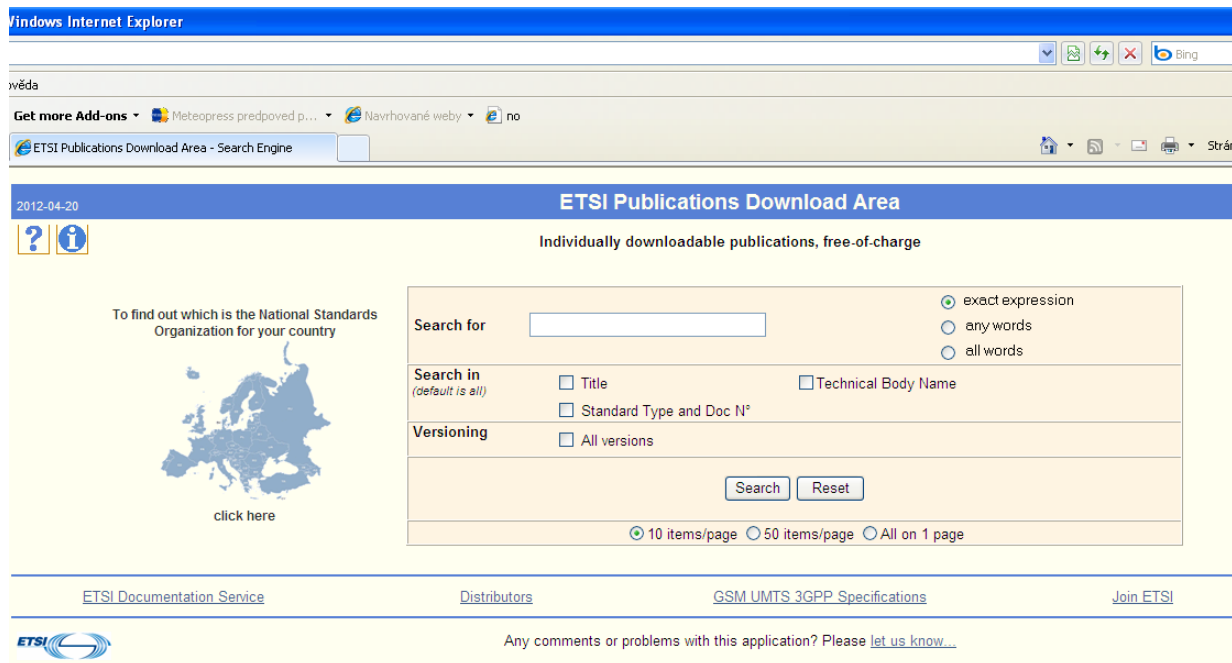 Windows Internet Explorer
Bing
ověda
Get more Add-ons Meteopress predpoved p... Navrhované weby no
ETSI Publications Download Area - Search Engine
Strán
2012-04-20 ETSI Publications Download Area
Individually downloadable publications, free-of-charge
To find out which is the National Standards
Organization for your country
click here
Search for
exact expression
any words
all words
Search in
(default is all)
Title
Technical Body Name
Standard Type and Doc N°
Versioning
All versions
Search Reset
10 items/page 50 items/page All on 1 page
ETSI Documentation Service Distributors GSM UMTS 3GPP Specifications Join ETSI
ETSI
Any comments or problems with this application? Please let us know...